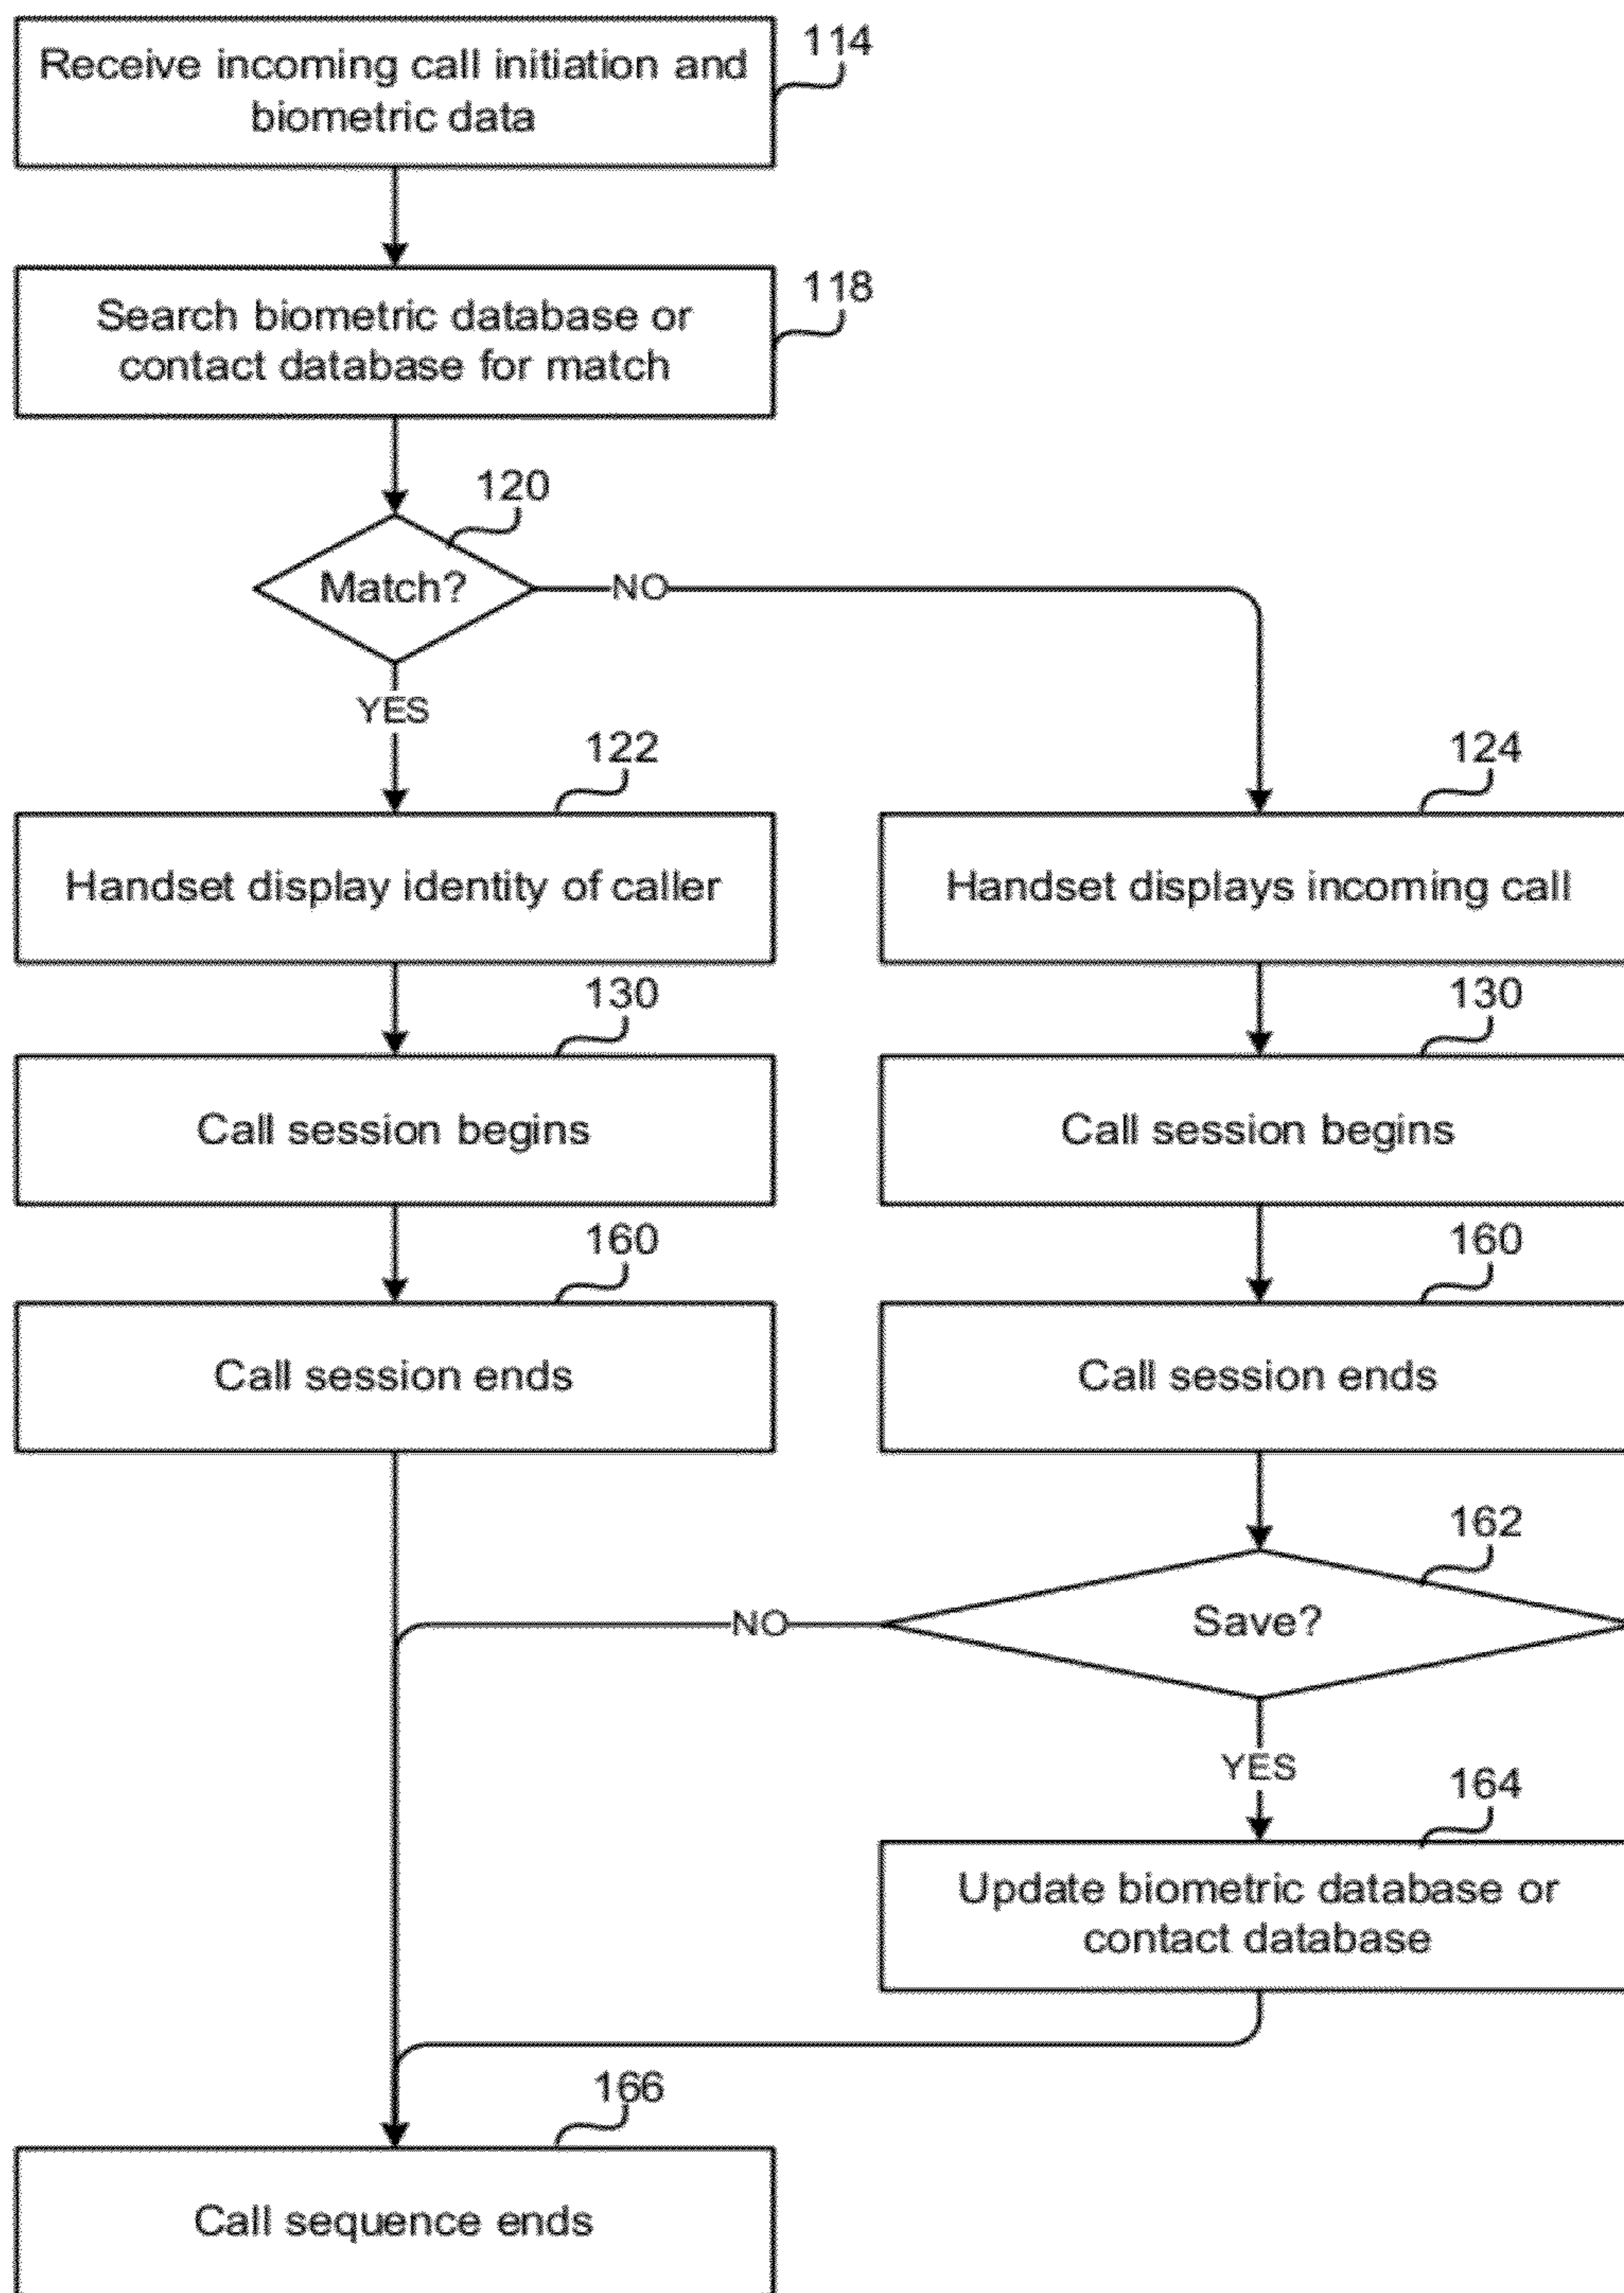 114
Receive incoming call initiation and
biometric data
118
Search biometric database or
contact database for match
120
Match?
NO
YES
122
124
Handset display identity of caller
Handset displays incoming call
130
130
Call session begins
Call session begins
160
160
Call session ends
Call session ends
162
Save?
NO
YES
164
Update biometric database or
contact database
166
Call sequence ends